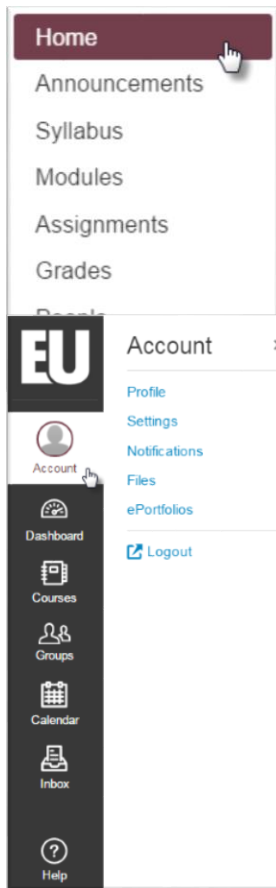 Home
Announcements
Syllabus
Modules
Assignments
Grades
People
EU
Account
Profile
Settings
Notifications
Files
ePortfolios
Logout
Account
Dashboard
Courses
Groups
Calendar
Inbox
Help